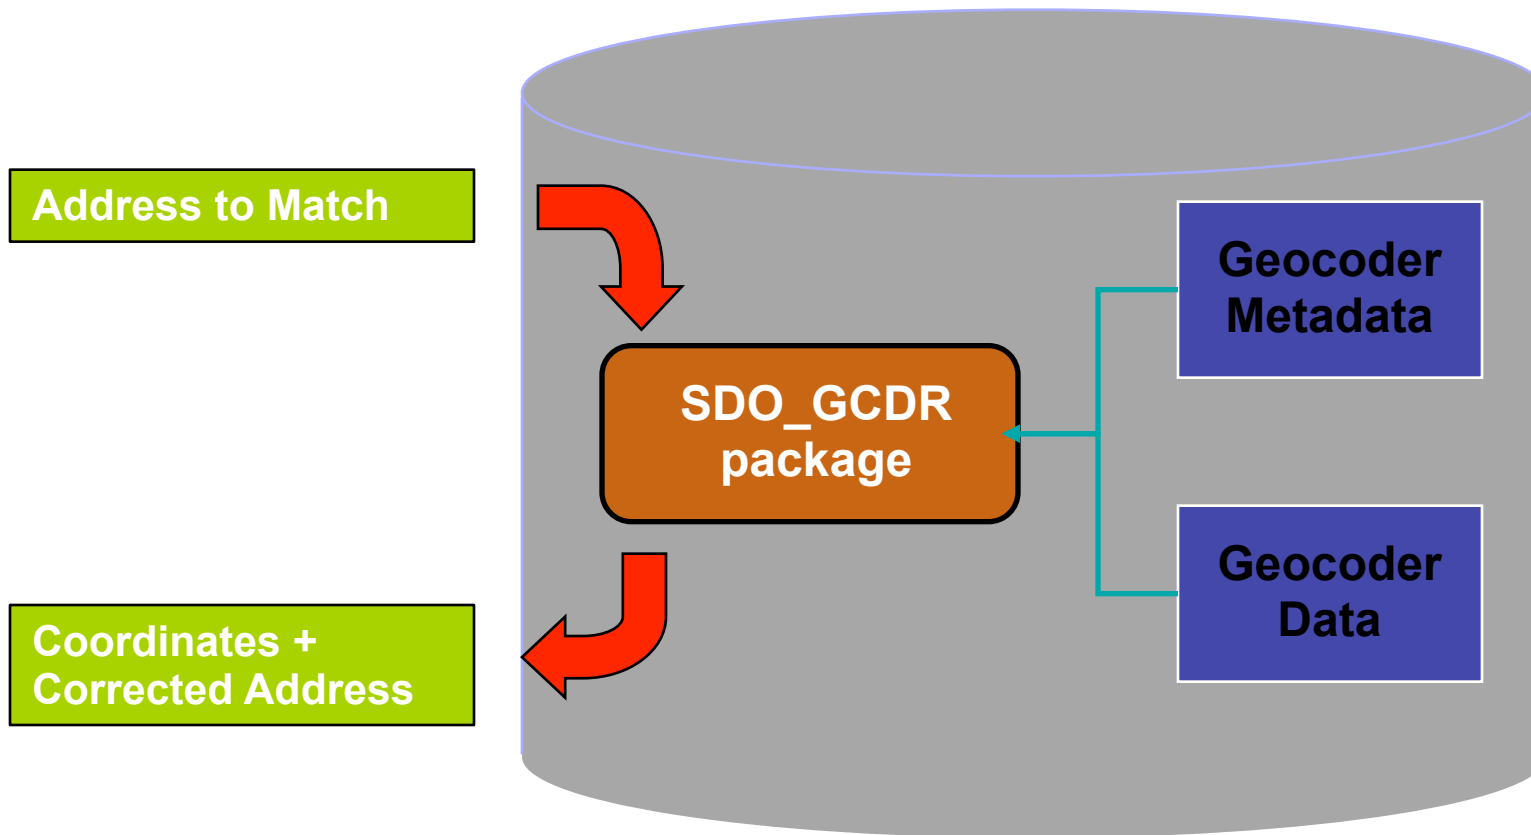 Address to Match
Geocoder
Metadata
SDO_GCDR
package
Geocoder
Data
Coordinates +
Corrected Address